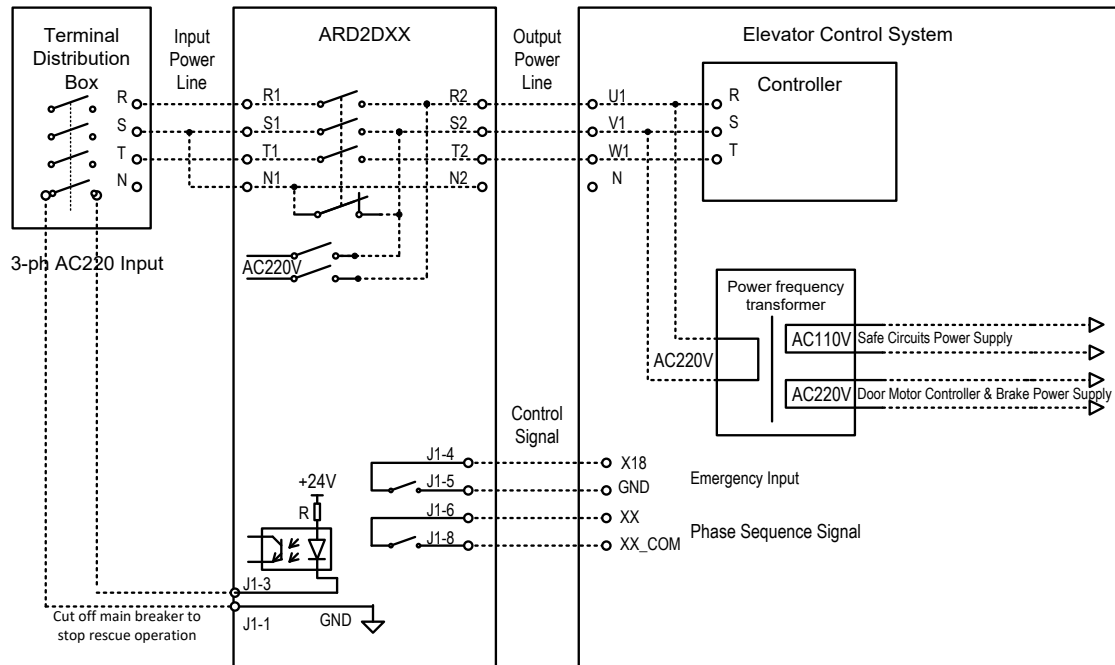 Terminal
Distribution
Box
Input
Power
Line
ARD2DXX
Output
Power
Line
Elevator Control System
Controller
R
R1
R2
U1
R
S
S1
S2
V1
S
T
T1
T2
W1
T
N
N1
N2
N
3-ph AC220 Input
AC220V
Power frequency
transformer
AC220V
AC110V
Safe Circuits Power Supply
AC220V
Door Motor Controller & Brake Power Supply
Control
Signal
J1-4
X18
J1-5
GND
Emergency Input
J1-6
XX
J1-8
XX_COM
Phase Sequence Signal
+24V
R
J1-3
J1-1
GND
Cut off main breaker to
stop rescue operation